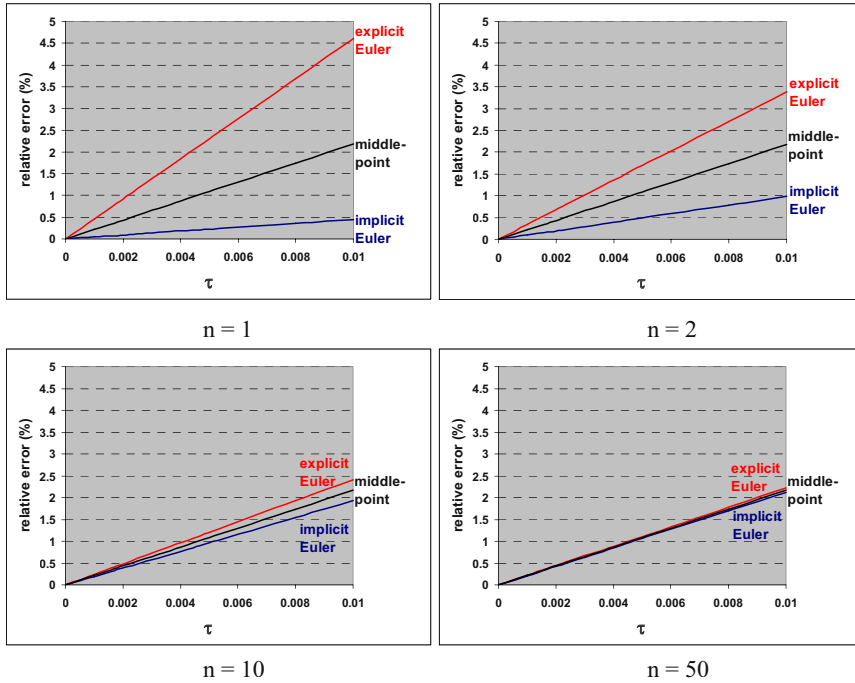 5
4.5
4
3.5
3
2.5
2
1.5
1
0.5
0
relative error (%)
0
0.002
0.004
0.006
0.008
0.01
τ
explicit
Euler
middle-
point
implicit
Euler
n = 1
5
4.5
4
3.5
3
2.5
2
1.5
1
0.5
0
relative error (%)
0
0.002
0.004
0.006
0.008
0.01
τ
explicit
Euler
middle-
point
implicit
Euler
n = 2
5
4.5
4
3.5
3
2.5
2
1.5
1
0.5
0
relative error (%)
0
0.002
0.004
0.006
0.008
0.01
τ
explicit
Euler
middle-
point
implicit
Euler
n = 10
5
4.5
4
3.5
3
2.5
2
1.5
1
0.5
0
relative error (%)
0
0.002
0.004
0.006
0.008
0.01
τ
explicit
Euler
middle-
point
implicit
Euler
n = 50